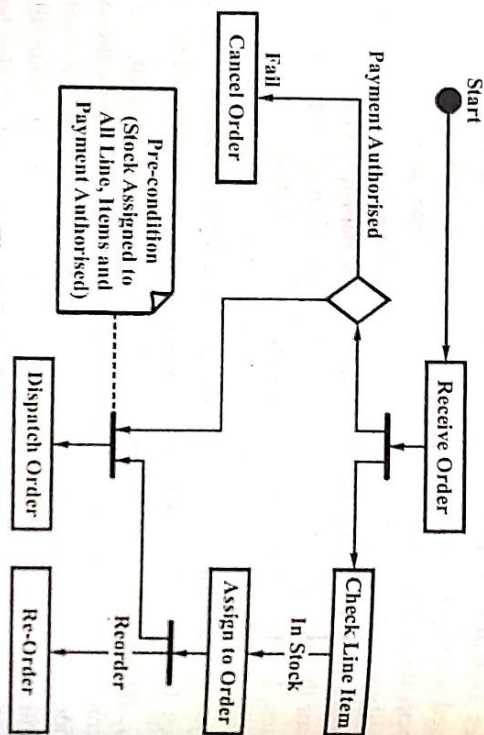 Start
Receive Order
Payment Authorised
Fail
Cancel Order
Check Line Item
In Stock
Assign to Order
Reorder
Re-Order
Pre-condition
(Stock Assigned to
All Line, Items and
Payment Authorised)
Dispatch Order